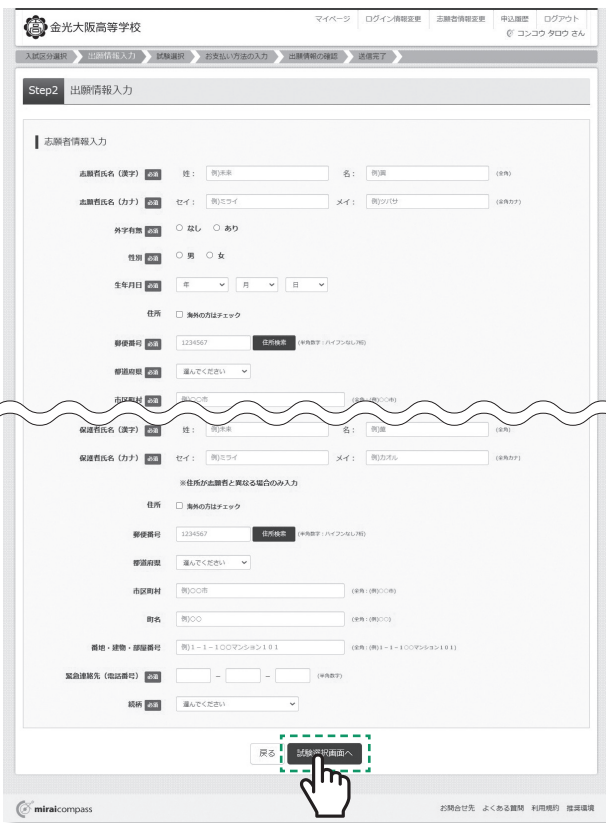 金光大阪高等学校
マイページ ログイン情報変更 志願者情報変更 申込履歴 ログアウト
コンコウ タロウ さん
入試区分選択 出願情報入力 試験選択 お支払い方法の入力 出願情報の確認 送信完了
Step2 出願情報入力
志願者情報入力
志願者氏名（漢字） 必須 姓： 例)未来 名： 例)翼 (全角)
志願者氏名（カナ） 必須 セイ： 例)ミライ メイ： 例)ツバサ (全角カナ)
外字有無 必須 なし あり
性別 必須 男 女
生年月日 必須 年 月 日
住所 海外の方はチェック
郵便番号 必須 1234567 住所検索 (半角数字：ハイフンなし7桁)
都道府県 必須 選んでください
市区町村 必須 例)○○市 (全角：(例)○○市)
保護者氏名（漢字） 必須 姓： 例)未来 名： (全角)
保護者氏名（カナ） 必須 セイ： 例)ミライ メイ： 例)カオル (全角カナ)
※住所が志願者と異なる場合のみ入力
住所 海外の方はチェック
郵便番号 1234567 住所検索 (半角数字：ハイフンなし7桁)
都道府県 選んでください
市区町村 例)○○市 (全角：(例)○○市)
町名 例)○○ (全角：(例)○○)
番地・建物・部屋番号 例)１－１－１○○マンション１０１ (全角：(例)１－１－１○○マンション１０１)
緊急連絡先（電話番号） 必須 － － (半角数字)
続柄 必須 選んでください
戻る 試験選択画面へ
miraicompass
お問合せ先 よくある質問 利用規約 推奨環境